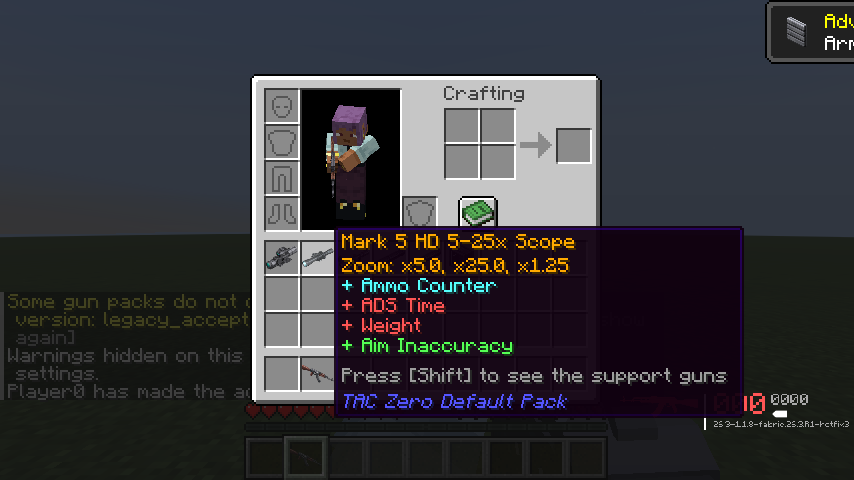 Adv
Arm
Crafting
Mark 5 HD 5-25x Scope
Zoom: x5.0, x25.0, x1.25
+ Ammo Counter
+ ADS Time
+ Weight
+ Aim Inaccuracy
Press [Shift] to see the support guns
TAC Zero Default Pack
Some gun packs do not
version: legacy_accept
again]
Warnings hidden on this
settings.
Player0 has made the ad
0000